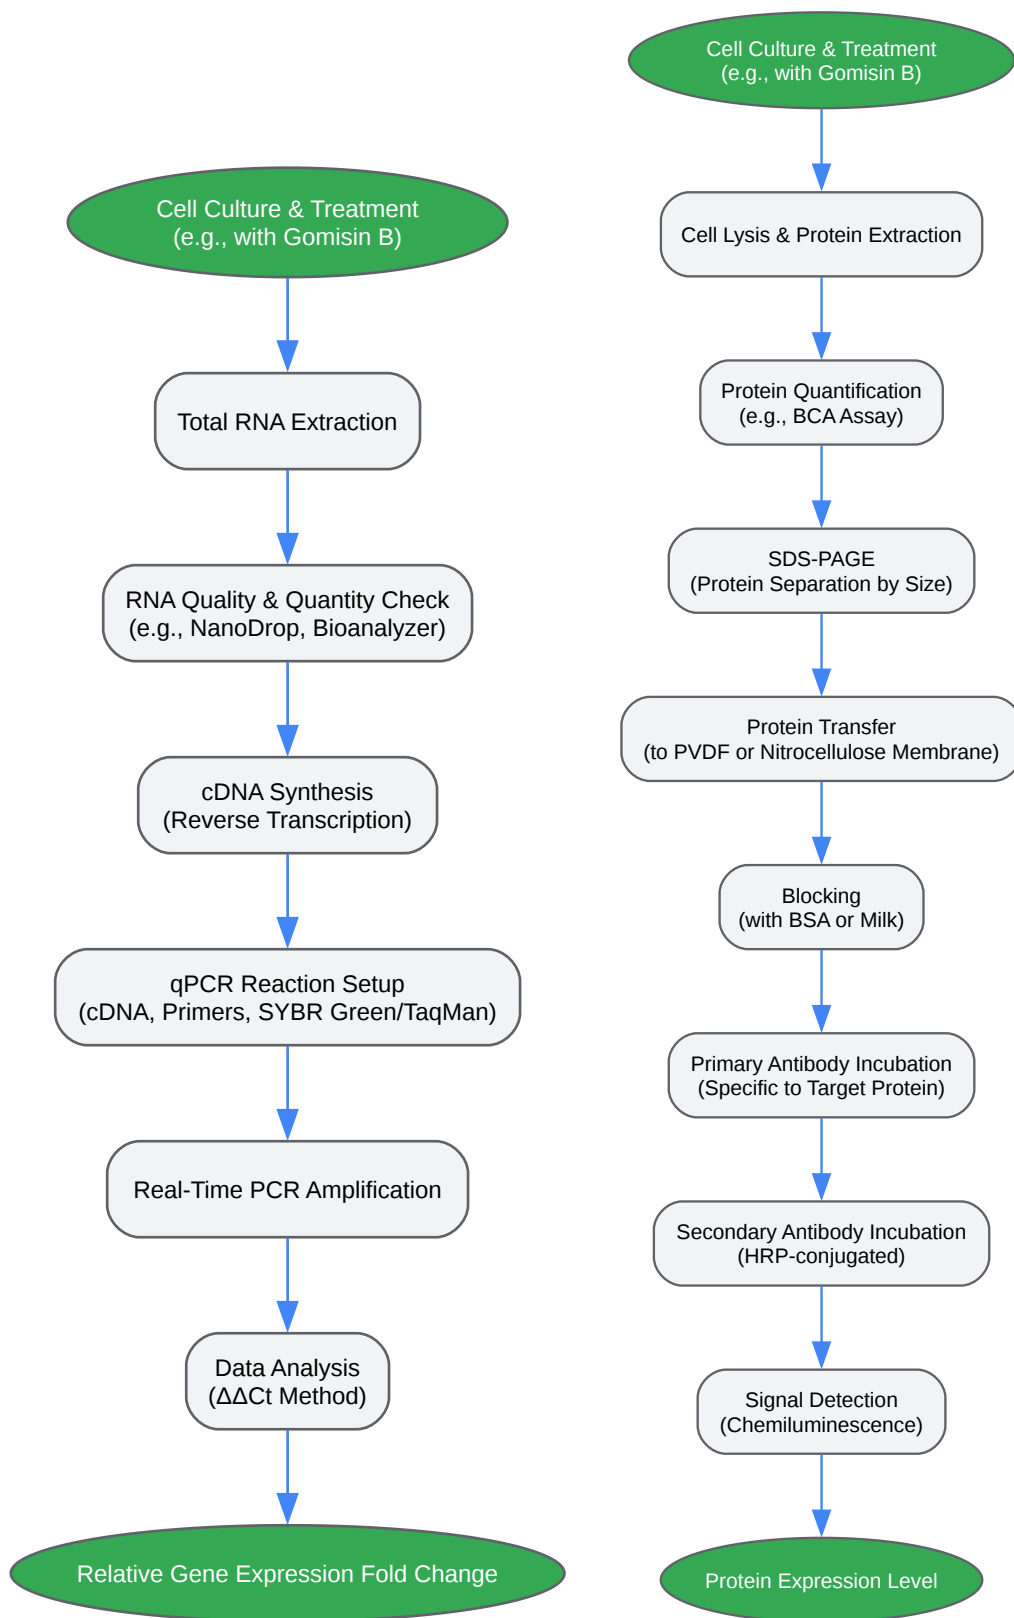 Cell Culture & Treatment
(e.g., with Gomisin B)
Total RNA Extraction
RNA Quality & Quantity Check
(e.g., NanoDrop, Bioanalyzer)
cDNA Synthesis
(Reverse Transcription)
qPCR Reaction Setup
(cDNA, Primers, SYBR Green/TaqMan)
Real-Time PCR Amplification
Data Analysis
(ΔΔCt Method)
Relative Gene Expression Fold Change
Cell Culture & Treatment
(e.g., with Gomisin B)
Cell Lysis & Protein Extraction
Protein Quantification
(e.g., BCA Assay)
SDS-PAGE
(Protein Separation by Size)
Protein Transfer
(to PVDF or Nitrocellulose Membrane)
Blocking
(with BSA or Milk)
Primary Antibody Incubation
(Specific to Target Protein)
Secondary Antibody Incubation
(HRP-conjugated)
Signal Detection
(Chemiluminescence)
Protein Expression Level